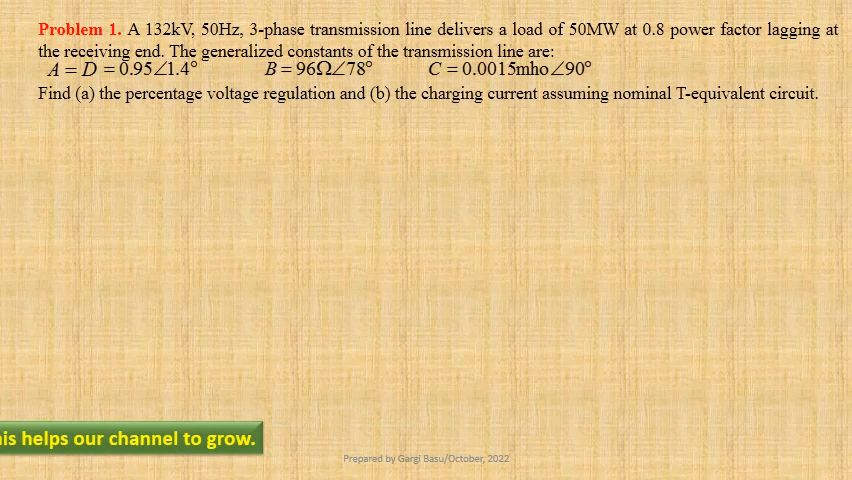 Problem 1. A 132kV, 50Hz, 3-phase transmission line delivers a load of 50MW at 0.8 power factor lagging at
the receiving end. The generalized constants of the transmission line are:
A = D = 0.95∠1.4° B = 96Ω∠78° C = 0.0015mho∠90°
Find (a) the percentage voltage regulation and (b) the charging current assuming nominal T-equivalent circuit.
his helps our channel to grow.
Prepared by Gargi Basu/October, 2022